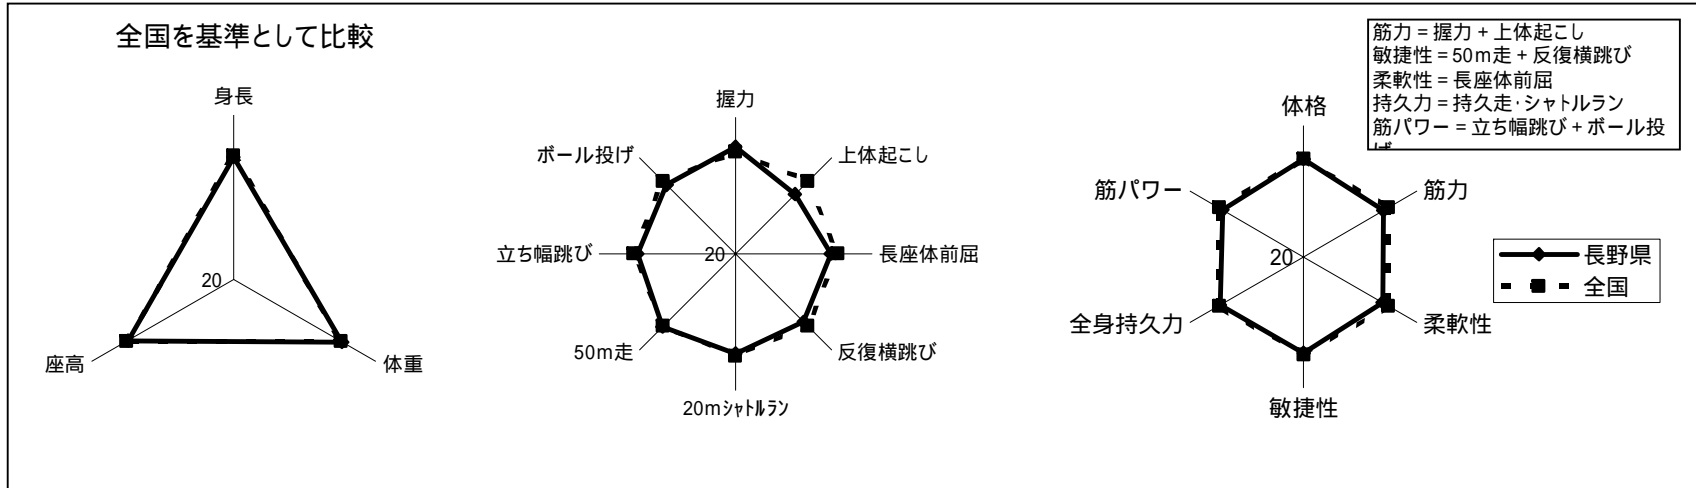 全国を基準として比較
身長
20
座高
体重
握力
ボール投げ
上体起こし
立ち幅跳び
20
長座体前屈
50m走
反復横跳び
20mシャトルラン
体格
筋パワー
筋力
20
全身持久力
柔軟性
敏捷性
筋力=握力+上体起こし
敏捷性=50m走+反復横跳び
柔軟性=長座体前屈
持久力=持久走・シャトルラン
筋パワー=立ち幅跳び+ボール投
げ
長野県
全国